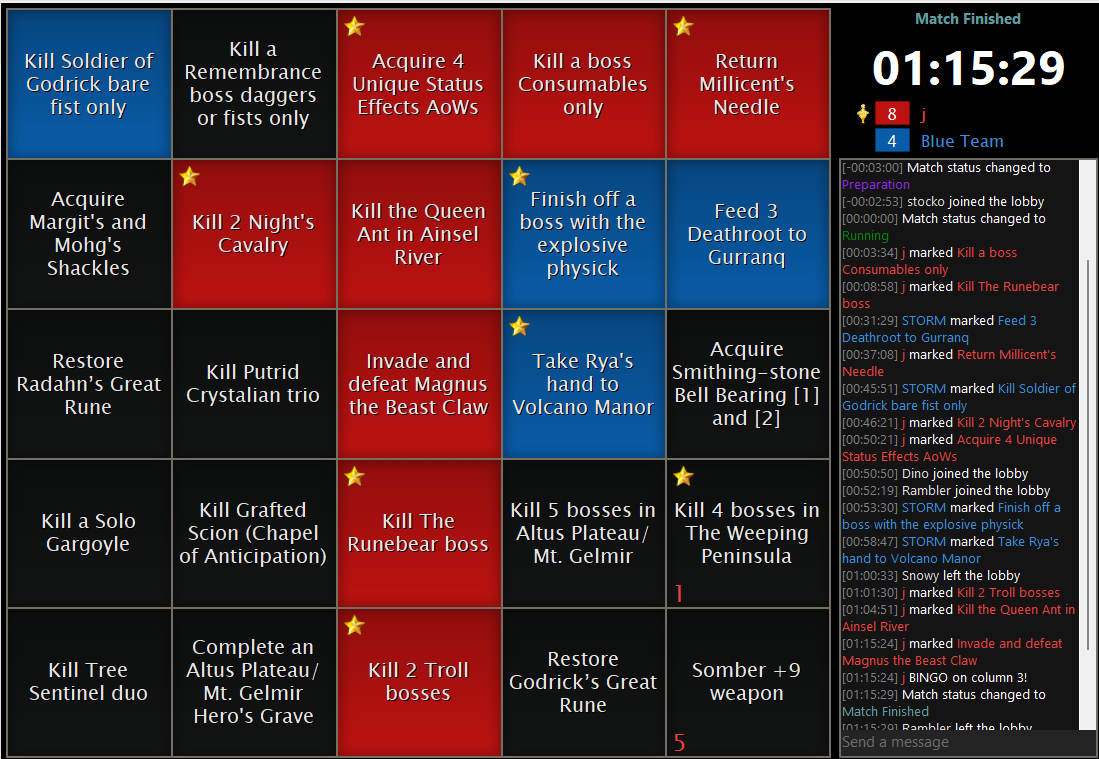 Kill Soldier of
Godrick bare
fist only
Kill a
Remembrance
boss daggers
or fists only
Acquire 4
Unique Status
Effects AoWs
Kill a boss
Consumables
only
Return
Millicent's
Needle
Acquire
Margit's and
Mohg's
Shackles
Kill 2 Night's
Cavalry
Kill the Queen
Ant in Ainsel
River
Finish off a
boss with the
explosive
physick
Feed 3
Deathroot to
Gurranq
Restore
Radahn’s Great
Rune
Kill Putrid
Crystalian trio
Invade and
defeat Magnus
the Beast Claw
Take Rya's
hand to
Volcano Manor
Acquire
Smithing-stone
Bell Bearing [1]
and [2]
Kill a Solo
Gargoyle
Kill Grafted
Scion (Chapel
of Anticipation)
Kill The
Runebear boss
Kill 5 bosses in
Altus Plateau/
Mt. Gelmir
Kill 4 bosses in
The Weeping
Peninsula
1
Kill Tree
Sentinel duo
Complete an
Altus Plateau/
Mt. Gelmir
Hero's Grave
Kill 2 Troll
bosses
Restore
Godrick’s Great
Rune
Somber +9
weapon
5
Match Finished
01:15:29
8 j
4 Blue Team
[-00:03:00] Match status changed to
Preparation
[-00:02:53] stocko joined the lobby
[00:00:00] Match status changed to
Running
[00:03:34] j marked Kill a boss
Consumables only
[00:08:58] j marked Kill The Runebear
boss
[00:31:29] STORM marked Feed 3
Deathroot to Gurranq
[00:37:08] j marked Return Millicent's
Needle
[00:45:51] STORM marked Kill Soldier of
Godrick bare fist only
[00:46:21] j marked Kill 2 Night's Cavalry
[00:50:21] j marked Acquire 4 Unique
Status Effects AoWs
[00:50:50] Dino joined the lobby
[00:52:19] Rambler joined the lobby
[00:53:30] STORM marked Finish off a
boss with the explosive physick
[00:58:47] STORM marked Take Rya's
hand to Volcano Manor
[01:00:33] Snowy left the lobby
[01:01:30] j marked Kill 2 Troll bosses
[01:04:51] j marked Kill the Queen Ant in
Ainsel River
[01:15:24] j marked Invade and defeat
Magnus the Beast Claw
[01:15:24] j BINGO on column 3!
[01:15:29] Match status changed to
Match Finished
[01:15:29] Rambler left the lobby
Send a message